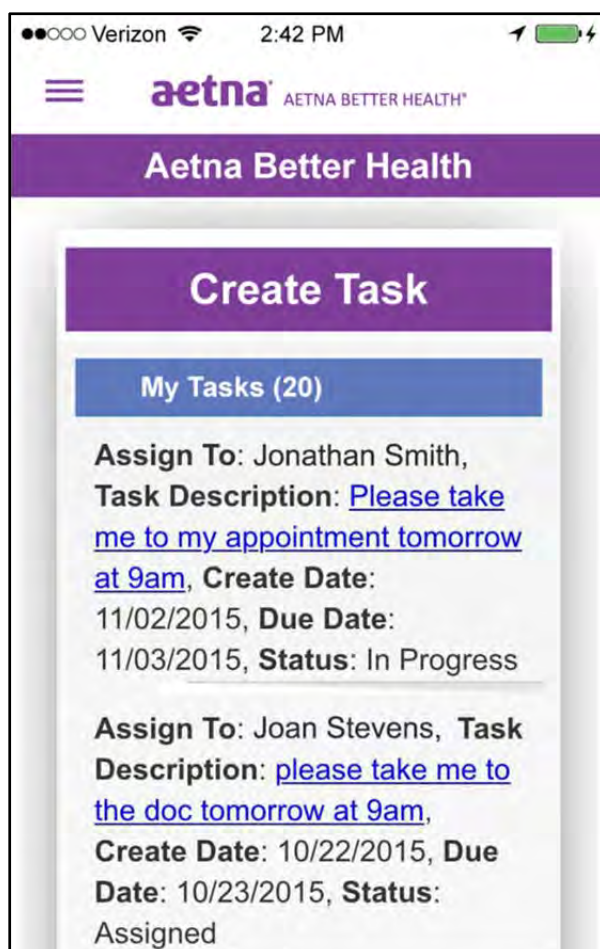 Verizon 2:42 PM
aetna® AETNA BETTER HEALTH®
Aetna Better Health
Create Task
My Tasks (20)
Assign To: Jonathan Smith,
Task Description: Please take
me to my appointment tomorrow
at 9am, Create Date:
11/02/2015, Due Date:
11/03/2015, Status: In Progress
Assign To: Joan Stevens, Task
Description: please take me to
the doc tomorrow at 9am,
Create Date: 10/22/2015, Due
Date: 10/23/2015, Status:
Assigned